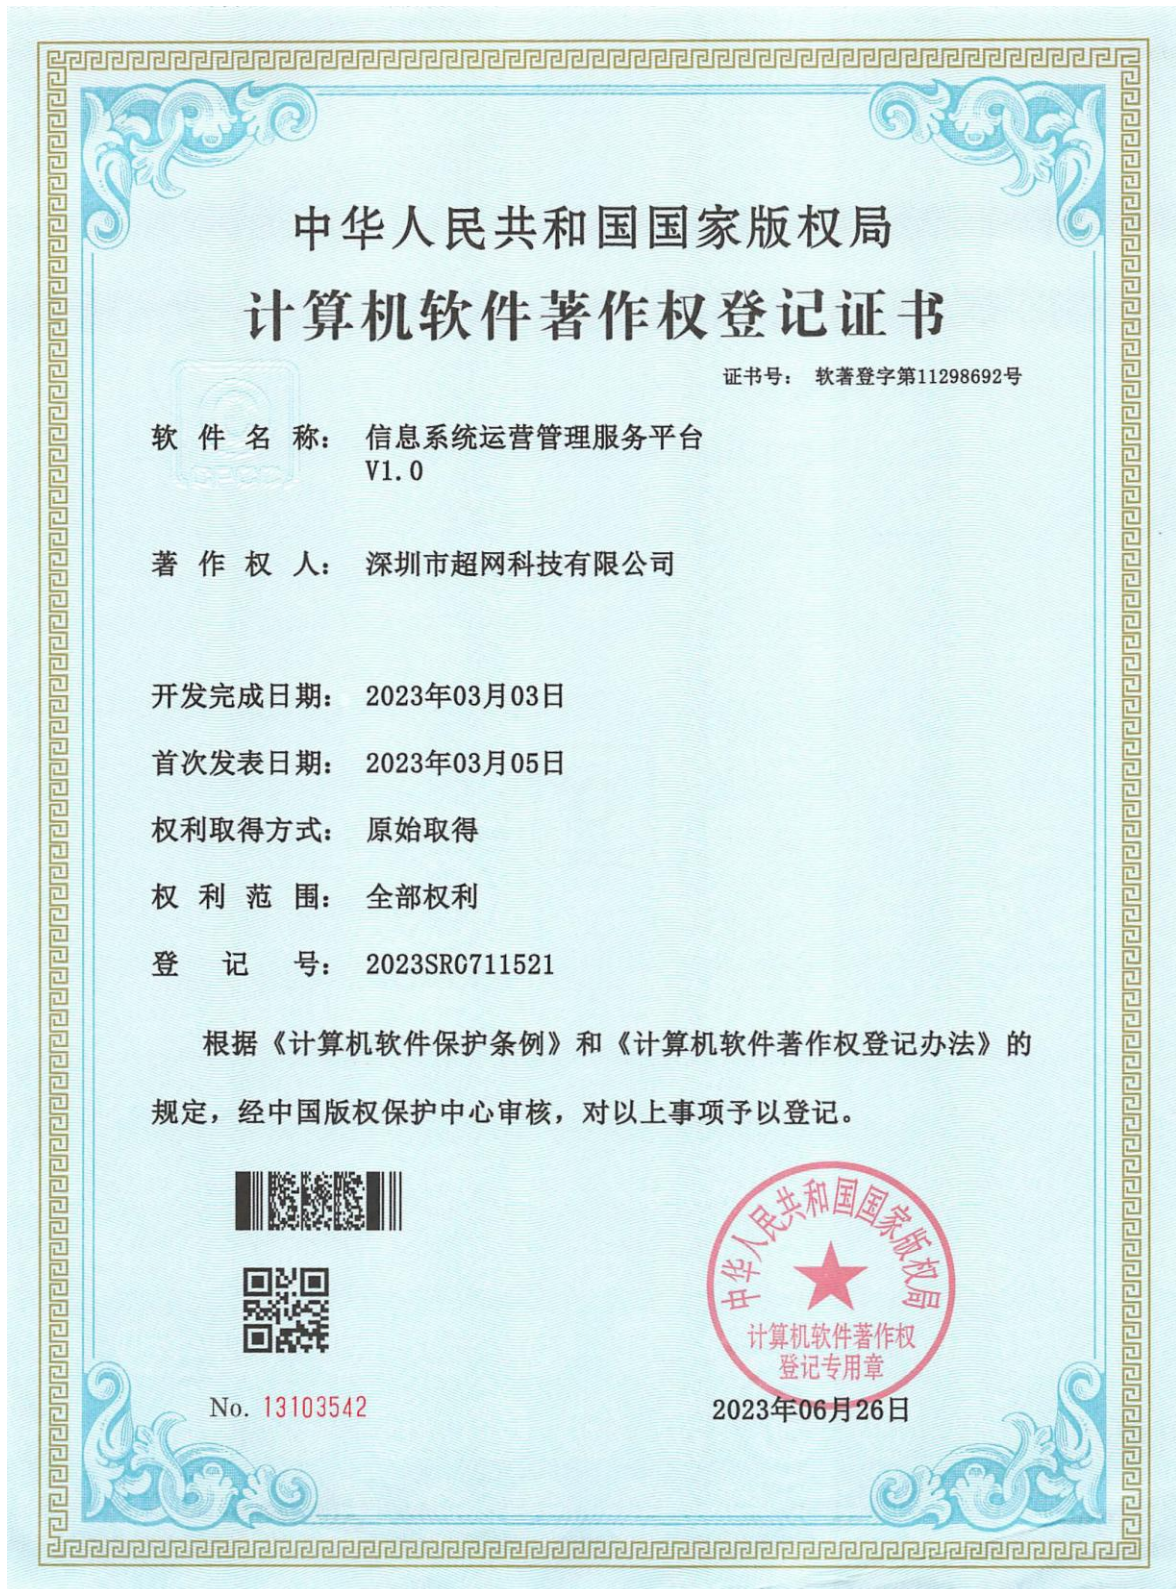 中华人民共和国国家版权局
计算机软件著作权登记证书
证书号： 软著登字第11298692号
软件名称： 信息系统运营管理服务平台
V1.0
著作权人： 深圳市超网科技有限公司
开发完成日期： 2023年03月03日
首次发表日期： 2023年03月05日
权利取得方式： 原始取得
权利范围： 全部权利
登记号： 2023SR0711521
根据《计算机软件保护条例》和《计算机软件著作权登记办法》的
规定，经中国版权保护中心审核，对以上事项予以登记。
中华人民共和国国家版权局
计算机软件著作权
登记专用章
No. 13103542
2023年06月26日